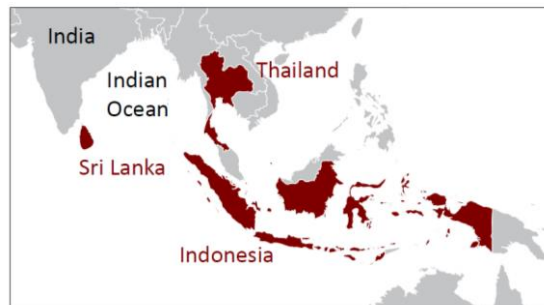 India
Thailand
Indian
Ocean
Sri Lanka
Indonesia